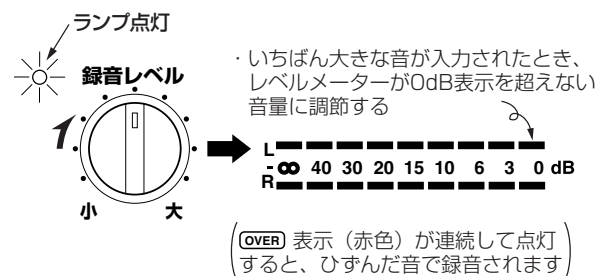 ランプ点灯
録音レベル
小 大
・いちばん大きな音が入力されたとき、
レベルメーターが0dB表示を超えない
音量に調節する
L
- ∞ 40 30 20 15 10 6 3 0 dB
R
(OVER 表示（赤色）が連続して点灯
すると、ひずんだ音で録音されます)